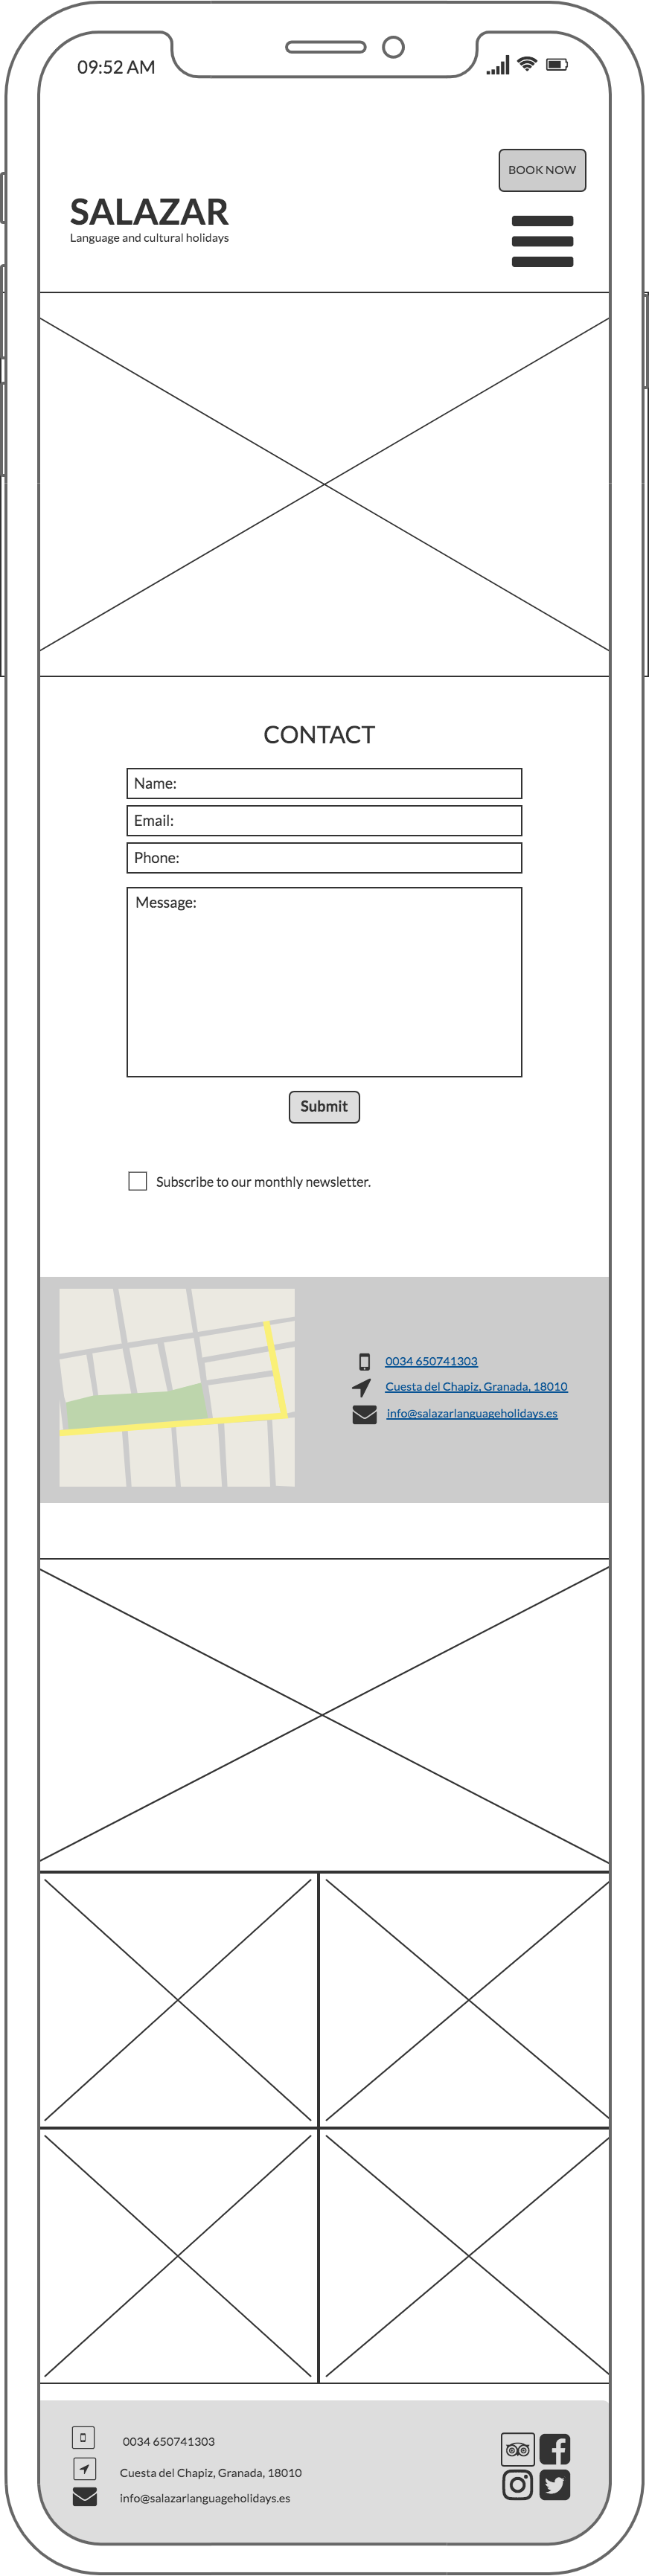 09:52 AM
BOOK NOW
SALAZAR
Language and cultural holidays
CONTACT
Name:
Email:
Phone:
Message:
Submit
Subscribe to our monthly newsletter.
0034 650741303
Cuesta del Chapiz, Granada, 18010
info@salazarlanguageholidays.es
0034 650741303
Cuesta del Chapiz, Granada, 18010
info@salazarlanguageholidays.es